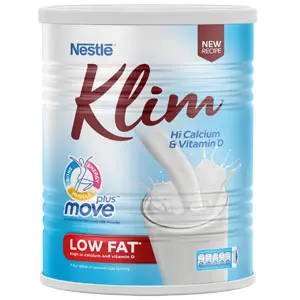 Nestlé
NEW
RECIPE
Klim
Hi Calcium
& Vitamin D
plus
move
LOW FAT*
High in calcium and vitamin D